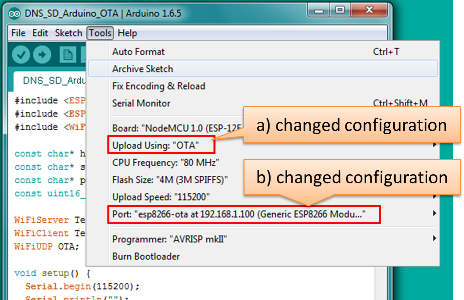 DNS_SD_Arduino_OTA | Arduino 1.6.5
File Edit Sketch Tools Help
Auto Format Ctrl+T
Archive Sketch
DNS_SD_Ardu
Fix Encoding & Reload
Serial Monitor Ctrl+Shift+M
#include <ESP
#include <ESP
#include <WiF
Board: "NodeMCU 1.0 (ESP-12E
a) changed configuration
Upload Using: "OTA"
const char* h
CPU Frequency: "80 MHz"
const char* s
Flash Size: "4M (3M SPIFFS)"
b) changed configuration
const char* p
Upload Speed: "115200"
const uint16_
Port: "esp8266-ota at 192.168.1.100 (Generic ESP8266 Modu..."
WiFiServer Te
WiFiClient Te
Programmer: "AVRISP mkII"
WiFiUDP OTA;
Burn Bootloader
void setup() {
Serial.begin(115200);
Serial.println("");